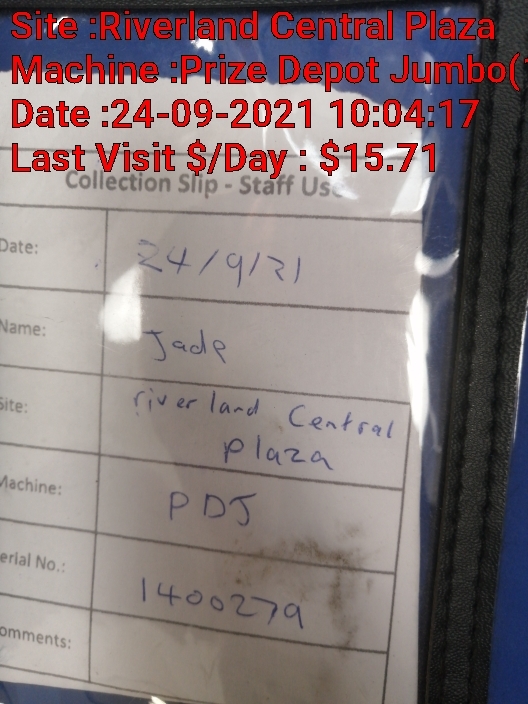 Site :Riverland Central Plaza
Machine :Prize Depot Jumbo(
Date :24-09-2021 10:04:17
Last Visit $/Day : $15.71
Collection Slip - Staff Use
Date: 24/9/21
Name: Jade
Site: riverland Central
plaza
Machine: PDJ
erial No.: 1400279
omments: